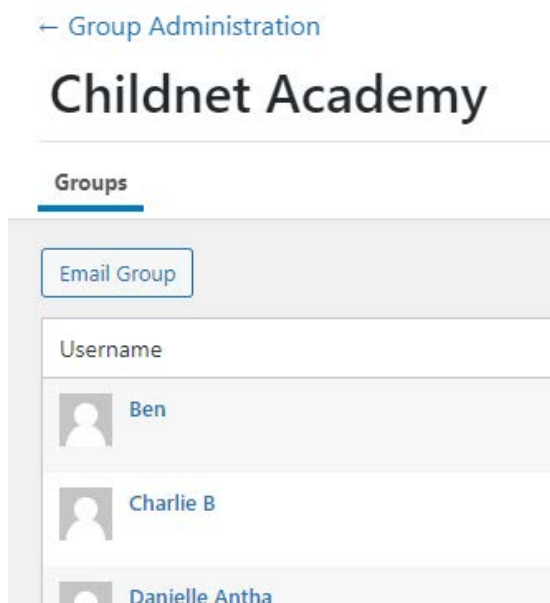 ← Group Administration
Childnet Academy
Groups
Email Group
Username
Ben
Charlie B
Danielle Antha